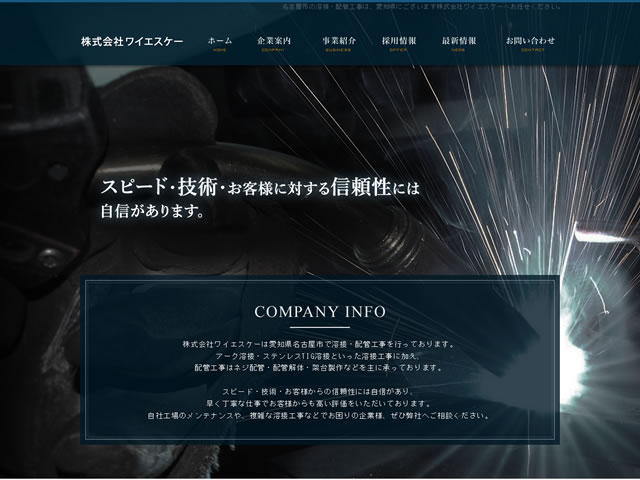 名古屋市の溶接・配管工事は、愛知県にございます株式会社ワイエスケーへお任せください。
株式会社ワイエスケー
ホーム 企業案内 事業紹介 採用情報 最新情報 お問い合わせ
HOME COMPANY BUSINESS OFFER NEWS CONTACT
スピード・技術・お客様に対する信頼性には
自信があります。
COMPANY INFO
株式会社ワイエスケーは愛知県名古屋市で溶接・配管工事を行っております。
アーク溶接・ステンレスTIG溶接といった溶接工事に加え、
配管工事はネジ配管・配管解体・架台製作などを主に承っております。
スピード・技術・お客様からの信頼性には自信があり、
早く丁寧な仕事でお客様からも高い評価をいただいております。
自社工場のメンテナンスや、複雑な溶接工事などでお困りの企業様、ぜひ弊社へご相談ください。